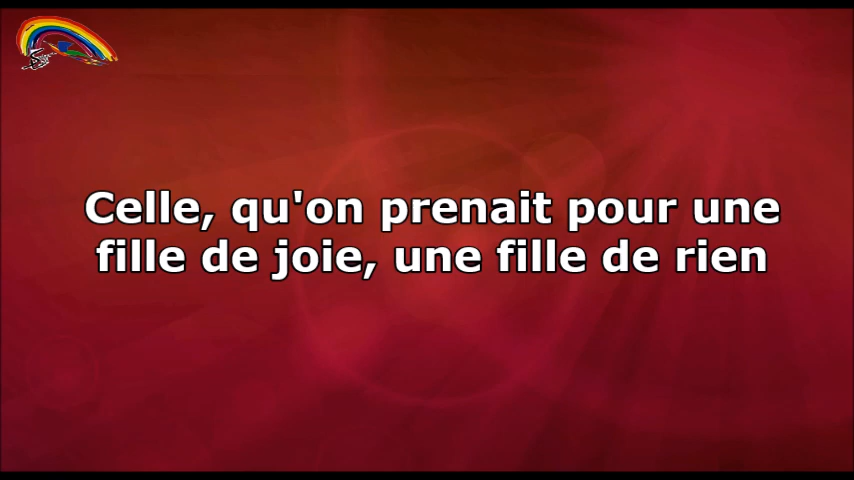 Celle, qu'on prenait pour une
fille de joie, une fille de rien